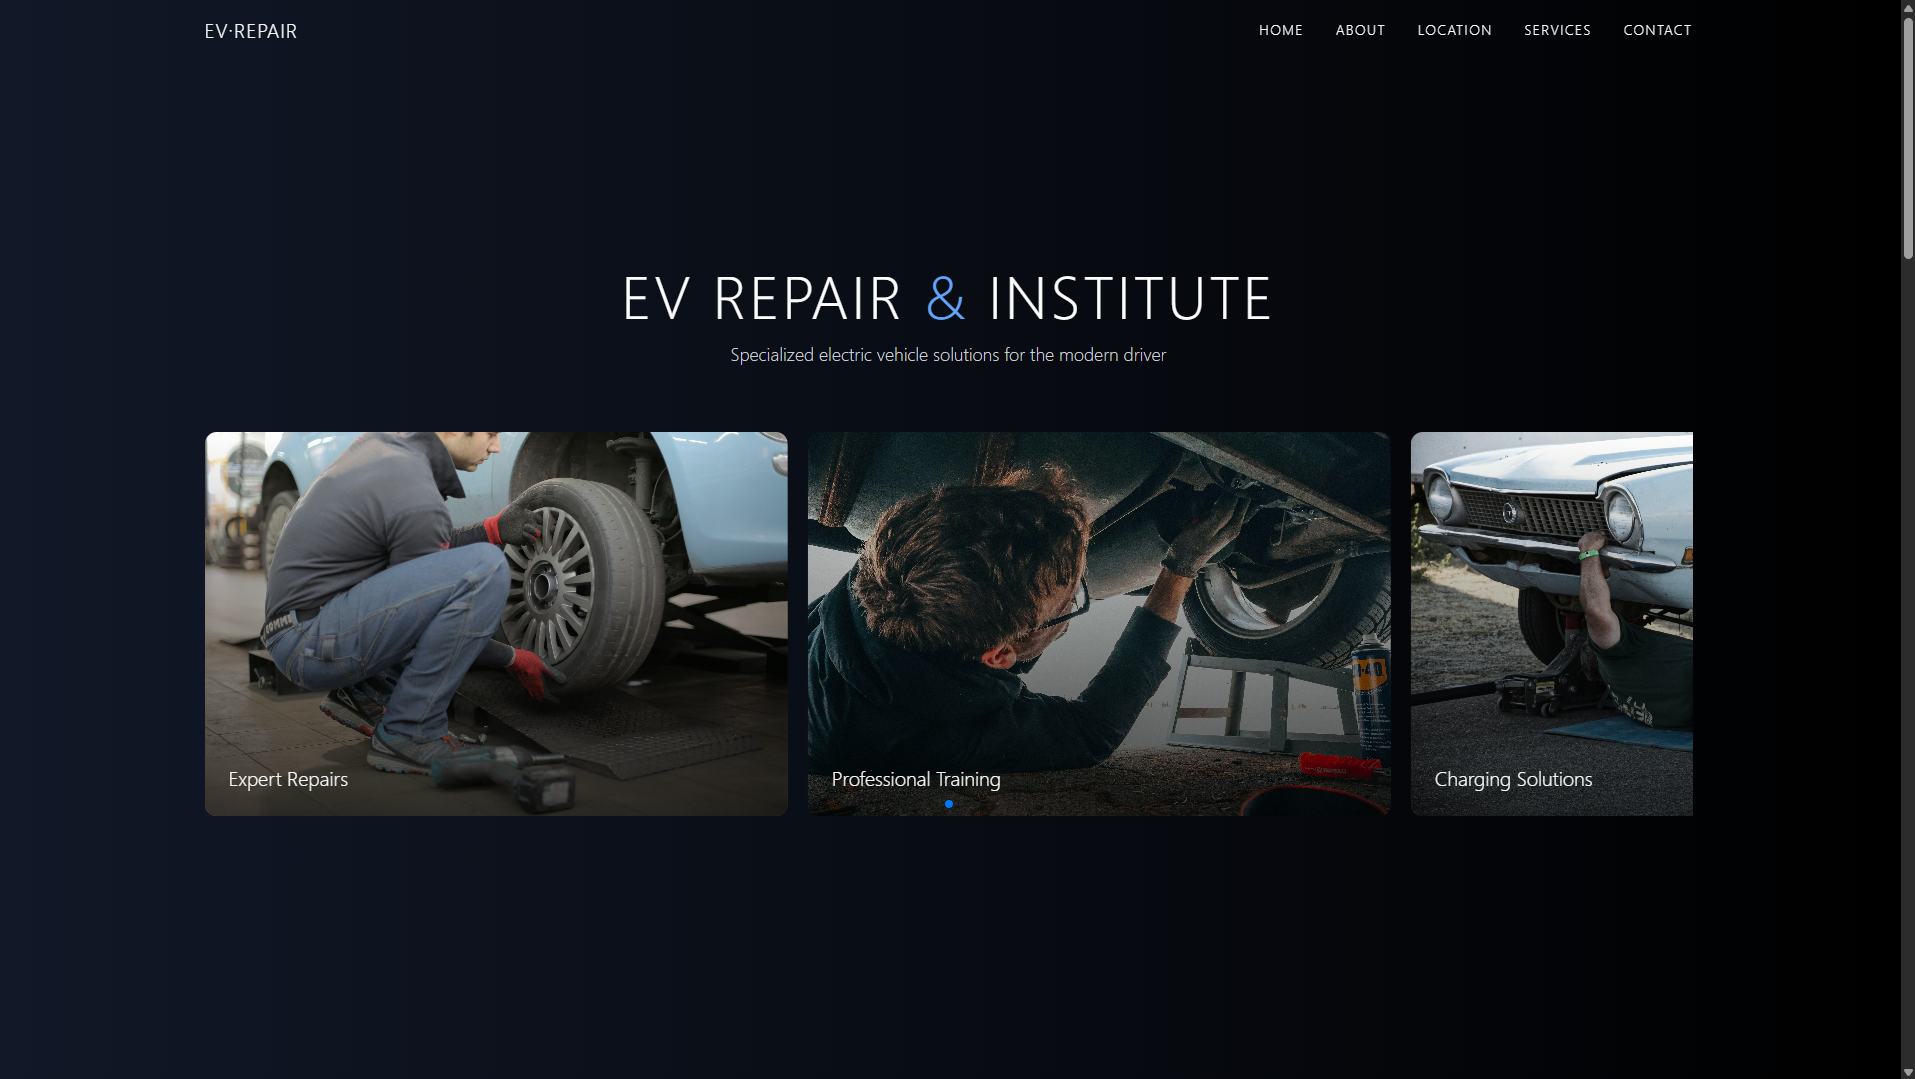 EV·REPAIR
HOME ABOUT LOCATION SERVICES CONTACT
EV REPAIR & INSTITUTE
Specialized electric vehicle solutions for the modern driver
Expert Repairs
Professional Training
Charging Solutions